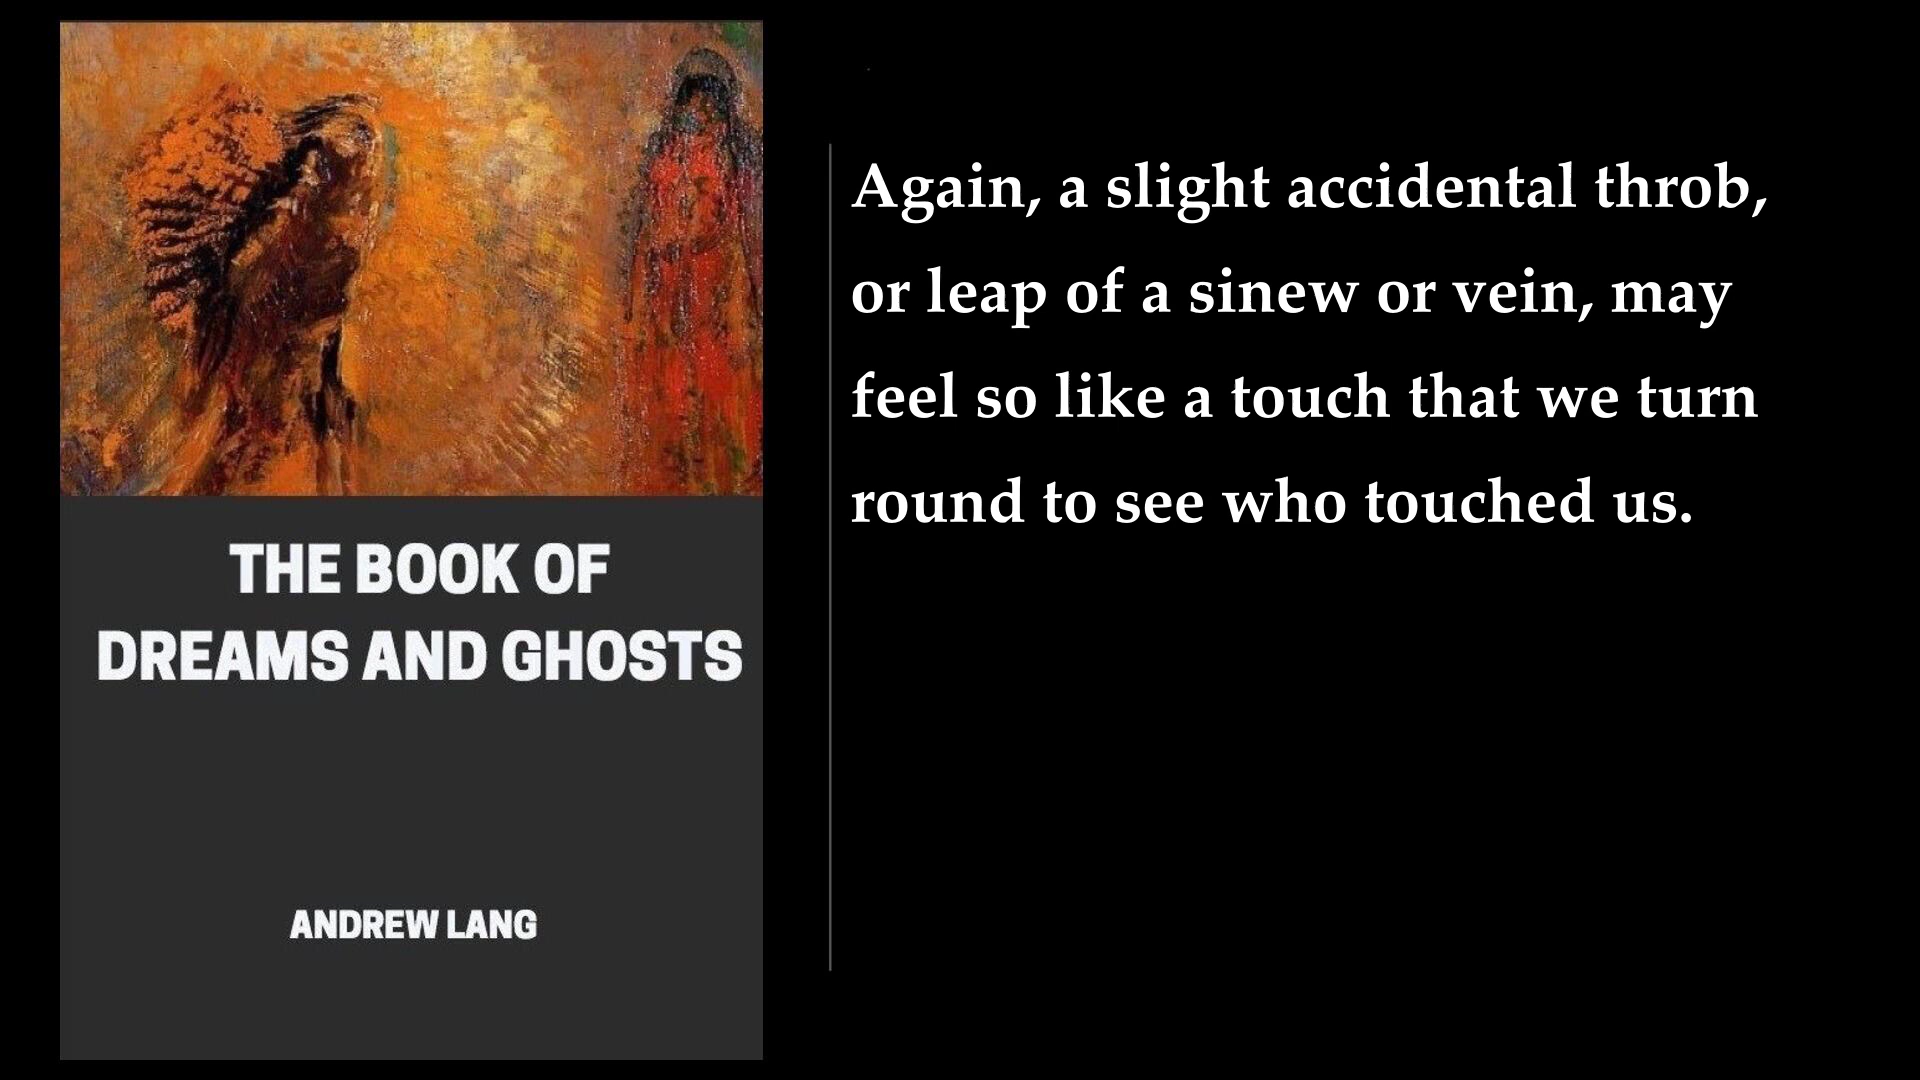 THE BOOK OF
DREAMS AND GHOSTS
ANDREW LANG
Again, a slight accidental throb,
or leap of a sinew or vein, may
feel so like a touch that we turn
round to see who touched us.